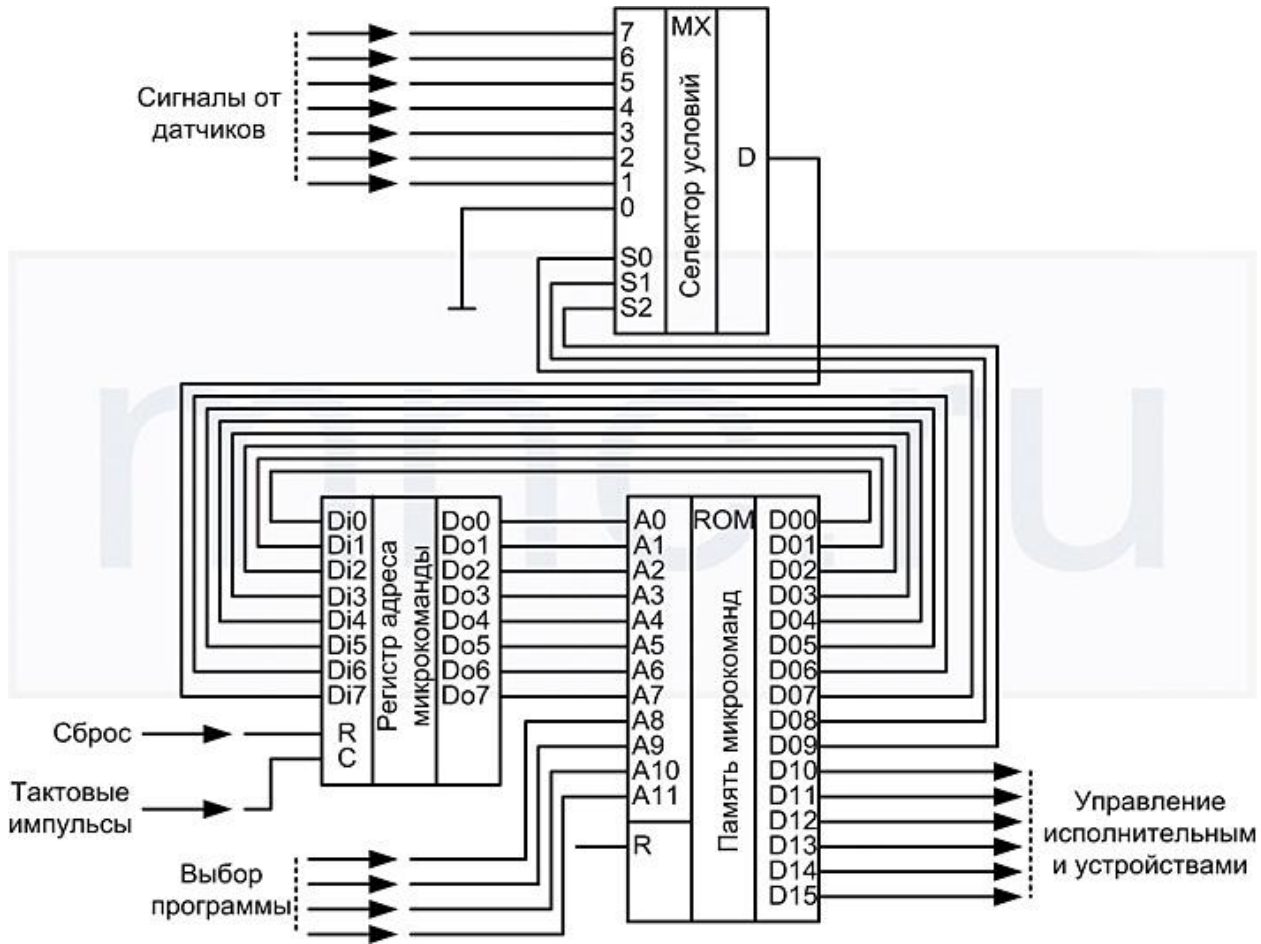 7
MX
6
5
4
3
2
1
0
Сигналы от
датчиков
Селектор условий
D
S0
S1
S2
Di0
Di1
Di2
Di3
Di4
Di5
Di6
Di7
R
C
Регистр адреса
микрокоманды
Do0
Do1
Do2
Do3
Do4
Do5
Do6
Do7
Сброс
Тактовые
импульсы
Выбор
программы
A0
A1
A2
A3
A4
A5
A6
A7
A8
A9
A10
A11
R
ROM
Память микрокоманд
D00
D01
D02
D03
D04
D05
D06
D07
D08
D09
D10
D11
D12
D13
D14
D15
Управление
исполнительным
и устройствами